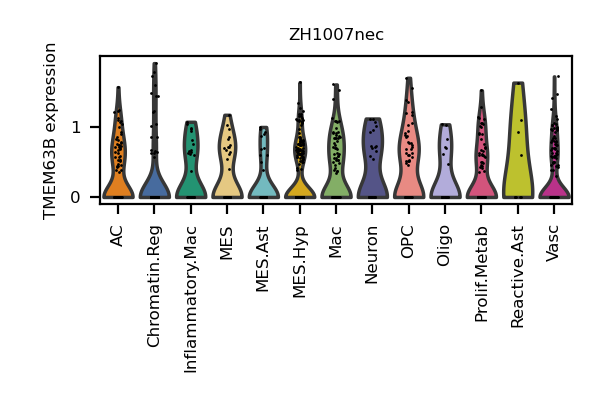 ZH1007nec
TMEM63B expression
1
0
AC
Chromatin.Reg
Inflammatory.Mac
MES
MES.Ast
MES.Hyp
Mac
Neuron
OPC
Oligo
Prolif.Metab
Reactive.Ast
Vasc